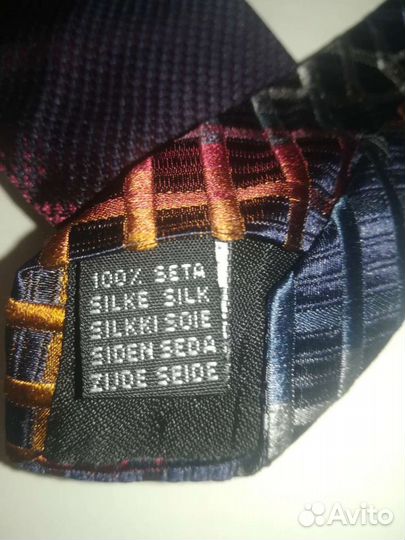 100% SETA
SILKE SILK
SILKKI SOIE
SIDEN SEDA
ZIJDE SEIDE
Avito